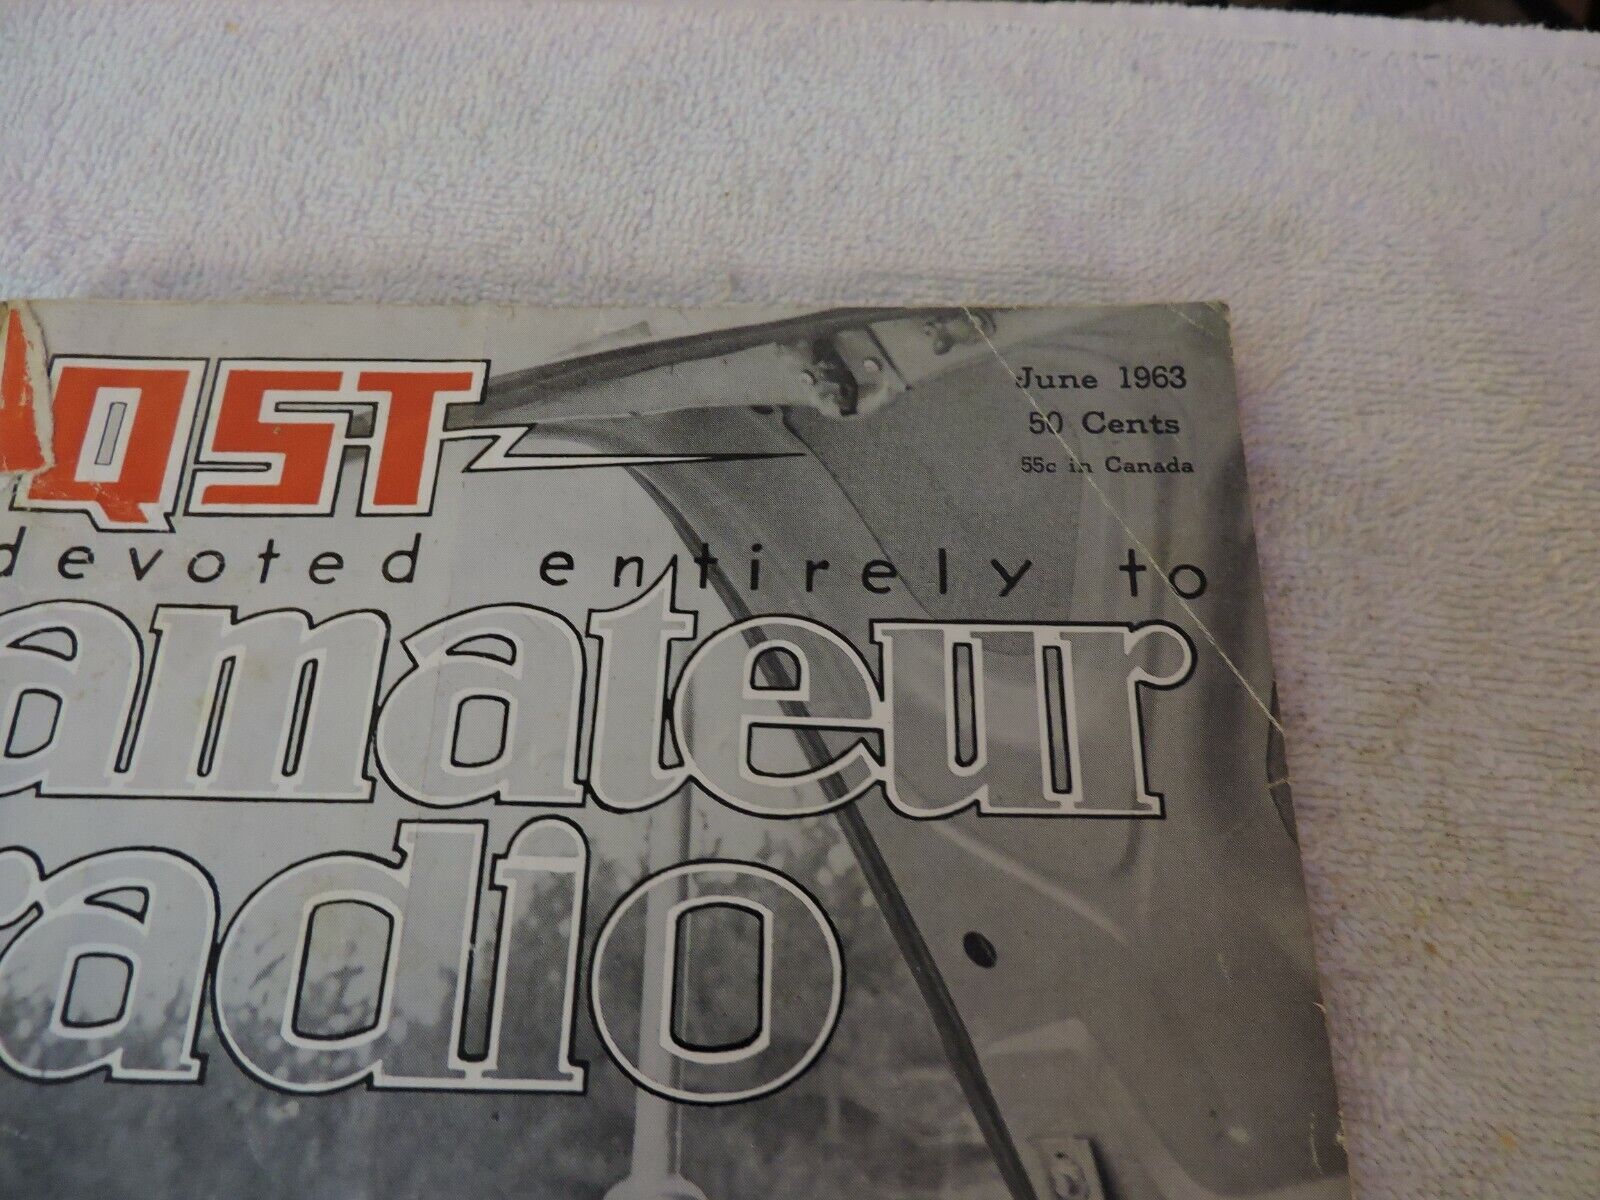 QST
June 1963
50 Cents
55c in Canada
devoted entirely to
amateur
radio